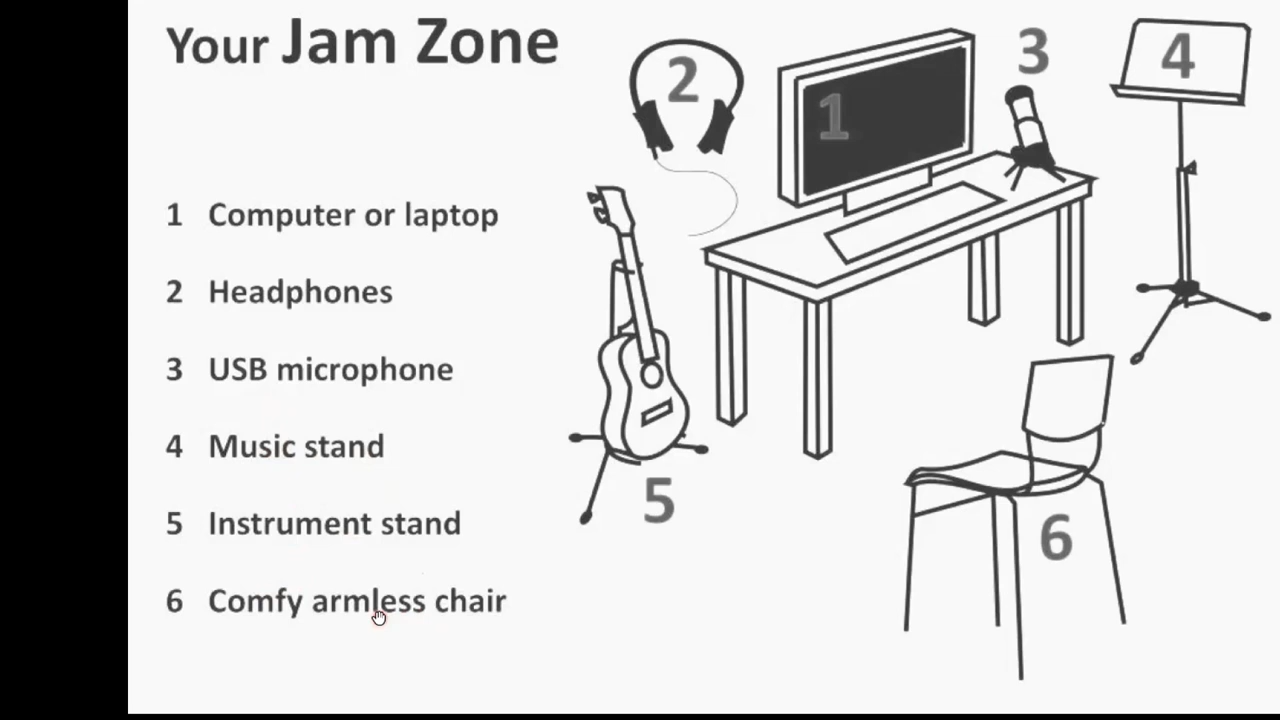 Your Jam Zone
1 Computer or laptop
2 Headphones
3 USB microphone
4 Music stand
5 Instrument stand
6 Comfy armless chair
2
1
3
4
5
6